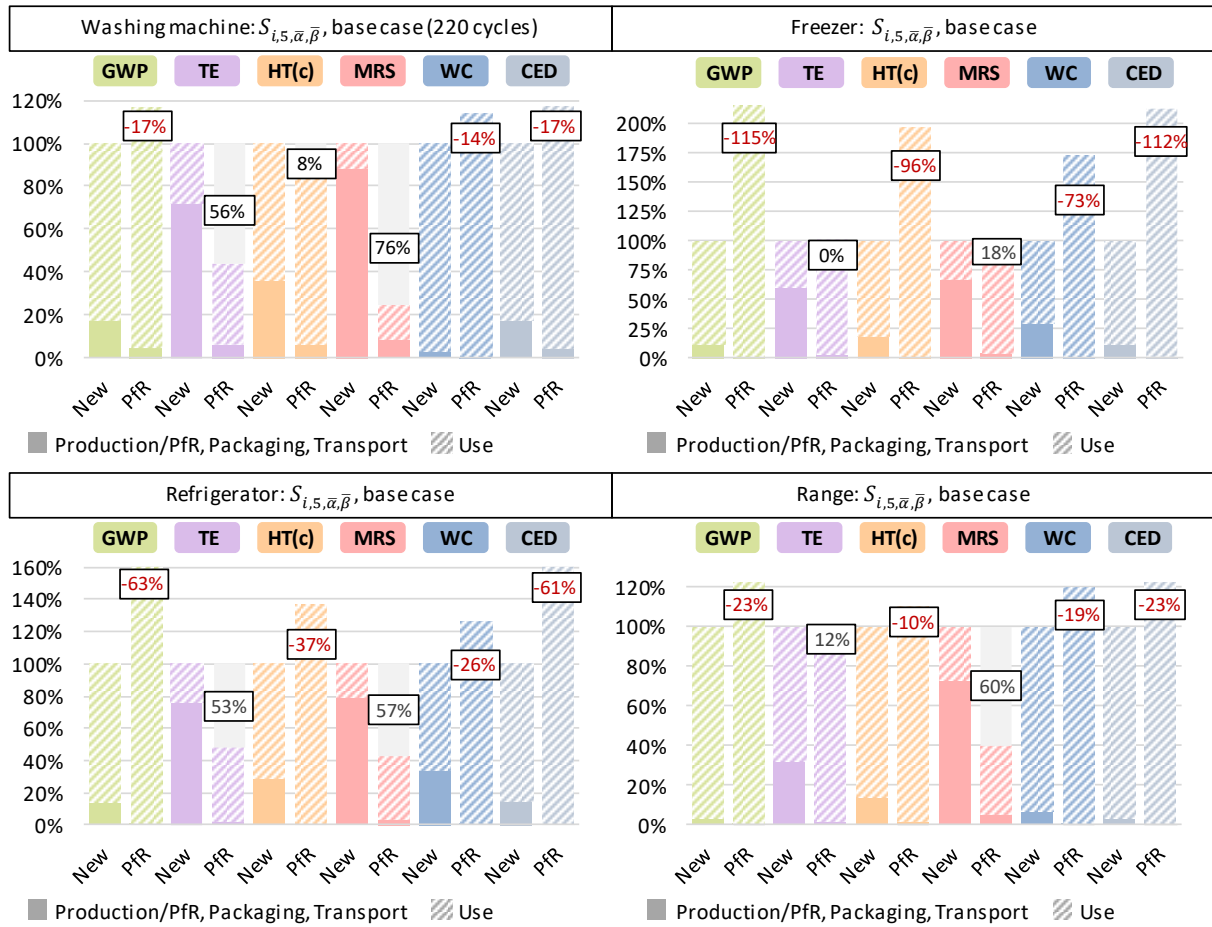 Washing machine: S_{i,5,ᾱ,β̄}, base case (220 cycles)
GWP TE HT(c) MRS WC CED
120%
100%
80%
60%
40%
20%
0%
-17% 56% 8% 76% -14% -17%
New PfR New PfR New PfR New PfR New PfR New PfR
Production/PfR, Packaging, Transport Use
Freezer: S_{i,5,ᾱ,β̄}, base case
GWP TE HT(c) MRS WC CED
200%
175%
150%
125%
100%
75%
50%
25%
0%
-115% 0% -96% 18% -73% -112%
New PfR New PfR New PfR New PfR New PfR New PfR
Production/PfR, Packaging, Transport Use
Refrigerator: S_{i,5,ᾱ,β̄}, base case
GWP TE HT(c) MRS WC CED
160%
140%
120%
100%
80%
60%
40%
20%
0%
-63% 53% -37% 57% -26% -61%
New PfR New PfR New PfR New PfR New PfR New PfR
Production/PfR, Packaging, Transport Use
Range: S_{i,5,ᾱ,β̄}, base case
GWP TE HT(c) MRS WC CED
120%
100%
80%
60%
40%
20%
0%
-23% 12% -10% 60% -19% -23%
New PfR New PfR New PfR New PfR New PfR New PfR
Production/PfR, Packaging, Transport Use